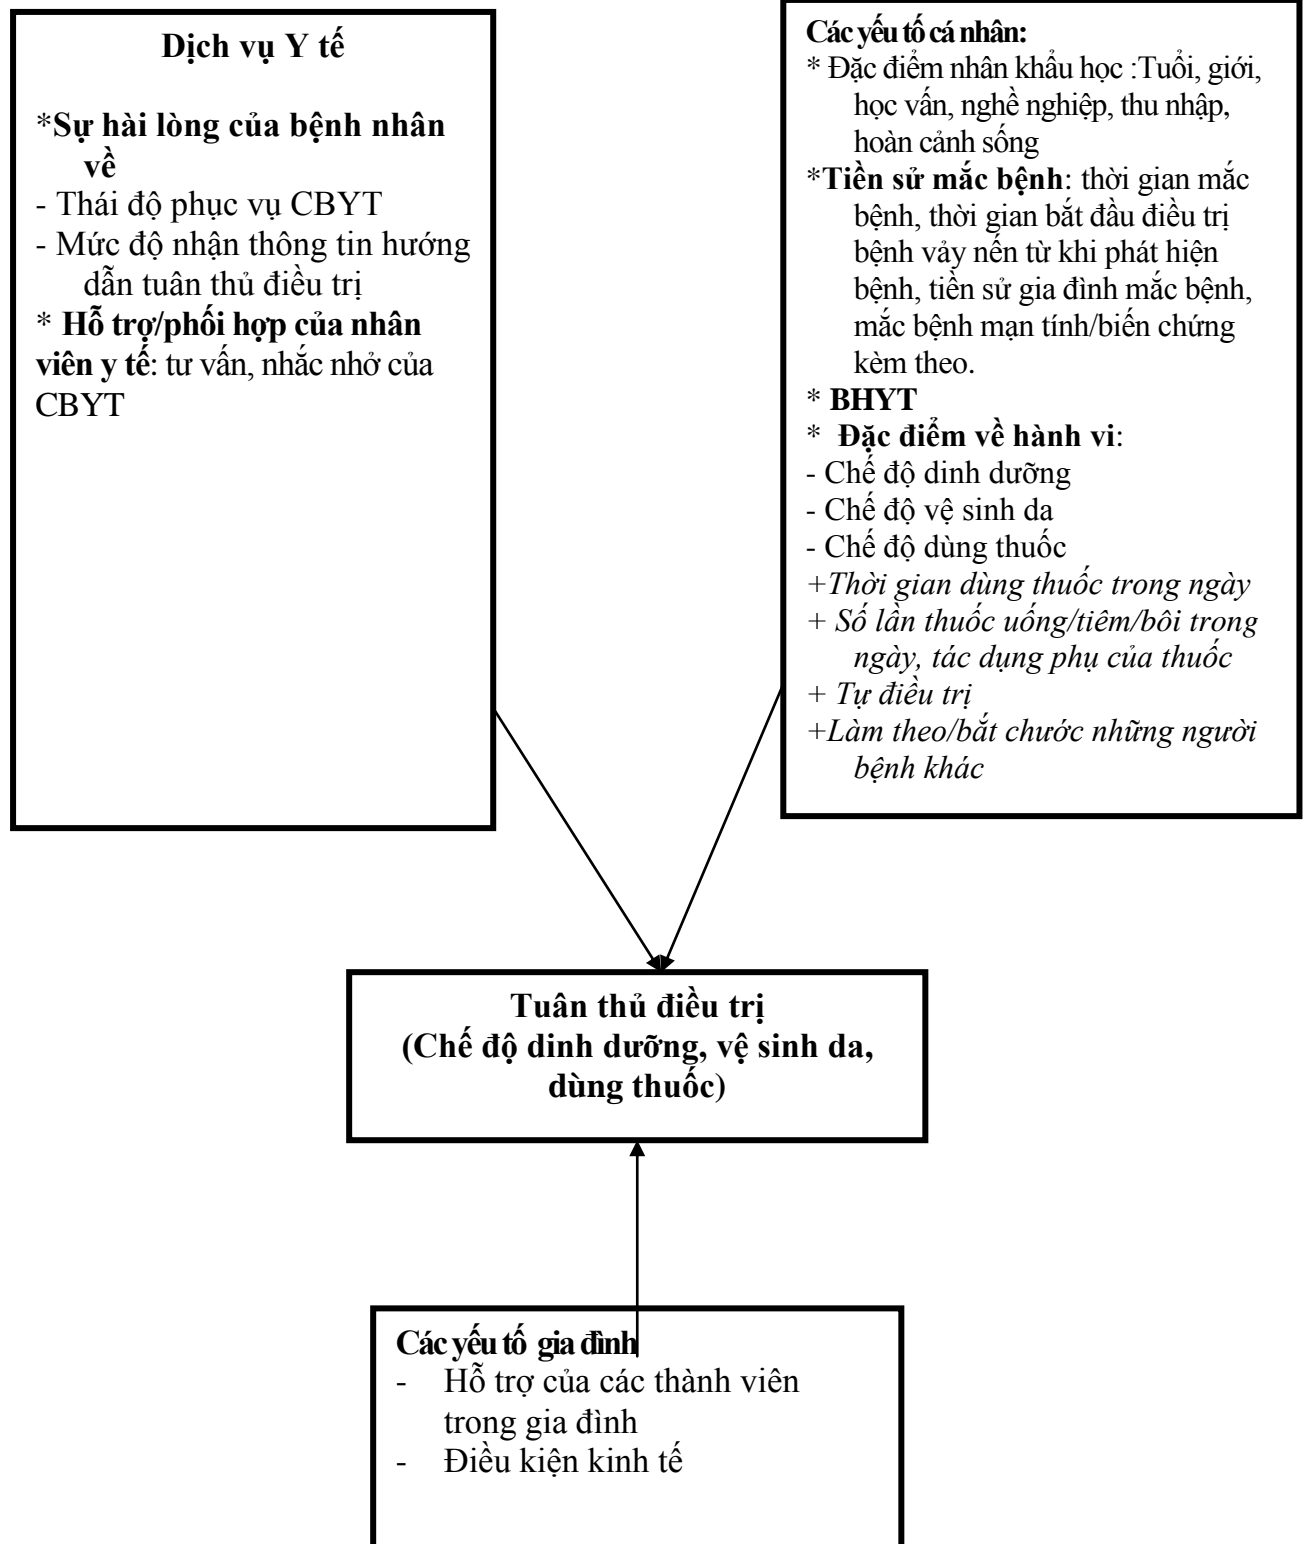 Dịch vụ Y tế
*Sự hài lòng của bệnh nhân
về
- Thái độ phục vụ CBYT
- Mức độ nhận thông tin hướng
dẫn tuân thủ điều trị
* Hỗ trợ/phối hợp của nhân
viên y tế: tư vấn, nhắc nhở của
CBYT
Các yếu tố cá nhân:
* Đặc điểm nhân khẩu học :Tuổi, giới,
học vấn, nghề nghiệp, thu nhập,
hoàn cảnh sống
*Tiền sử mắc bệnh: thời gian mắc
bệnh, thời gian bắt đầu điều trị
bệnh vảy nến từ khi phát hiện
bệnh, tiền sử gia đình mắc bệnh,
mắc bệnh mạn tính/biến chứng
kèm theo.
* BHYT
* Đặc điểm về hành vi:
- Chế độ dinh dưỡng
- Chế độ vệ sinh da
- Chế độ dùng thuốc
+Thời gian dùng thuốc trong ngày
+ Số lần thuốc uống/tiêm/bôi trong
ngày, tác dụng phụ của thuốc
+ Tự điều trị
+Làm theo/bắt chước những người
bệnh khác
Tuân thủ điều trị
(Chế độ dinh dưỡng, vệ sinh da,
dùng thuốc)
Các yếu tố gia đình
- Hỗ trợ của các thành viên
trong gia đình
- Điều kiện kinh tế